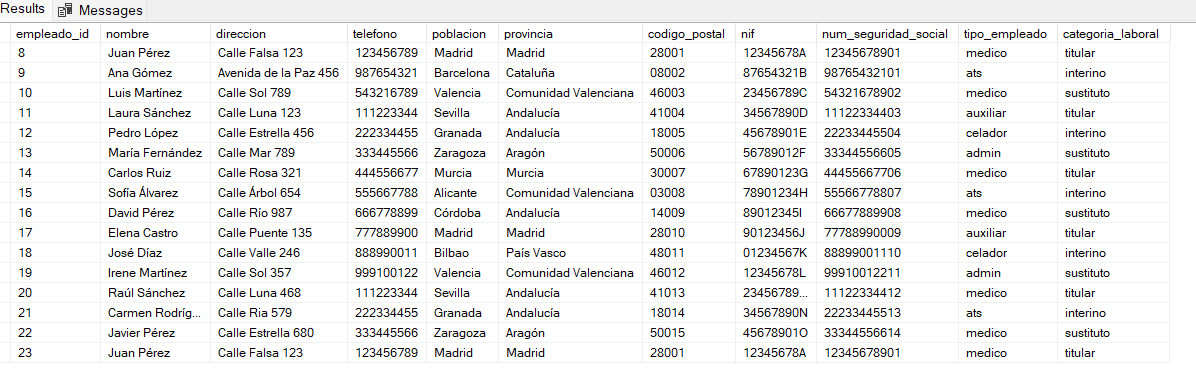 Results Messages
empleado_id nombre direccion telefono poblacion provincia codigo_postal nif num_seguridad_social tipo_empleado categoria_laboral
8 Juan Pérez Calle Falsa 123 123456789 Madrid Madrid 28001 12345678A 12345678901 medico titular
9 Ana Gómez Avenida de la Paz 456 987654321 Barcelona Cataluña 08002 87654321B 98765432101 ats interino
10 Luis Martínez Calle Sol 789 543216789 Valencia Comunidad Valenciana 46003 23456789C 54321678902 medico sustituto
11 Laura Sánchez Calle Luna 123 111223344 Sevilla Andalucía 41004 34567890D 11122334403 auxiliar titular
12 Pedro López Calle Estrella 456 222334455 Granada Andalucía 18005 45678901E 22233445504 celador interino
13 María Fernández Calle Mar 789 333445566 Zaragoza Aragón 50006 56789012F 33344556605 admin sustituto
14 Carlos Ruiz Calle Rosa 321 444556677 Murcia Murcia 30007 67890123G 44455667706 medico titular
15 Sofía Álvarez Calle Árbol 654 555667788 Alicante Comunidad Valenciana 03008 78901234H 55566778807 ats interino
16 David Pérez Calle Río 987 666778899 Córdoba Andalucía 14009 89012345I 66677889908 medico sustituto
17 Elena Castro Calle Puente 135 777889900 Madrid Madrid 28010 90123456J 77788990009 auxiliar titular
18 José Díaz Calle Valle 246 888990011 Bilbao País Vasco 48011 01234567K 88899001110 celador interino
19 Irene Martínez Calle Sol 357 999100122 Valencia Comunidad Valenciana 46012 12345678L 99910012211 admin sustituto
20 Raúl Sánchez Calle Luna 468 111223344 Sevilla Andalucía 41013 23456789... 11122334412 medico titular
21 Carmen Rodríg... Calle Ria 579 222334455 Granada Andalucía 18014 34567890N 22233445513 ats interino
22 Javier Pérez Calle Estrella 680 333445566 Zaragoza Aragón 50015 45678901O 33344556614 medico sustituto
23 Juan Pérez Calle Falsa 123 123456789 Madrid Madrid 28001 12345678A 12345678901 medico titular